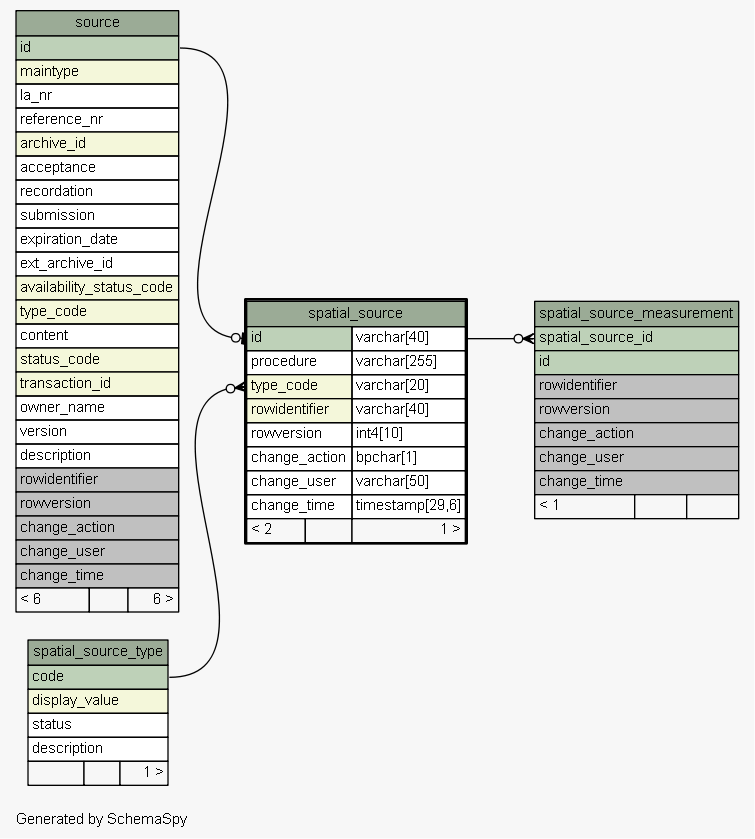 source
id
maintype
la_nr
reference_nr
archive_id
acceptance
recordation
submission
expiration_date
ext_archive_id
availability_status_code
type_code
content
status_code
transaction_id
owner_name
version
description
rowidentifier
rowversion
change_action
change_user
change_time
< 6 6 >
spatial_source
id varchar[40]
procedure varchar[255]
type_code varchar[20]
rowidentifier varchar[40]
rowversion int4[10]
change_action bpchar[1]
change_user varchar[50]
change_time timestamp[29,6]
< 2 1 >
spatial_source_measurement
spatial_source_id
id
rowidentifier
rowversion
change_action
change_user
change_time
< 1
spatial_source_type
code
display_value
status
description
1 >
Generated by SchemaSpy